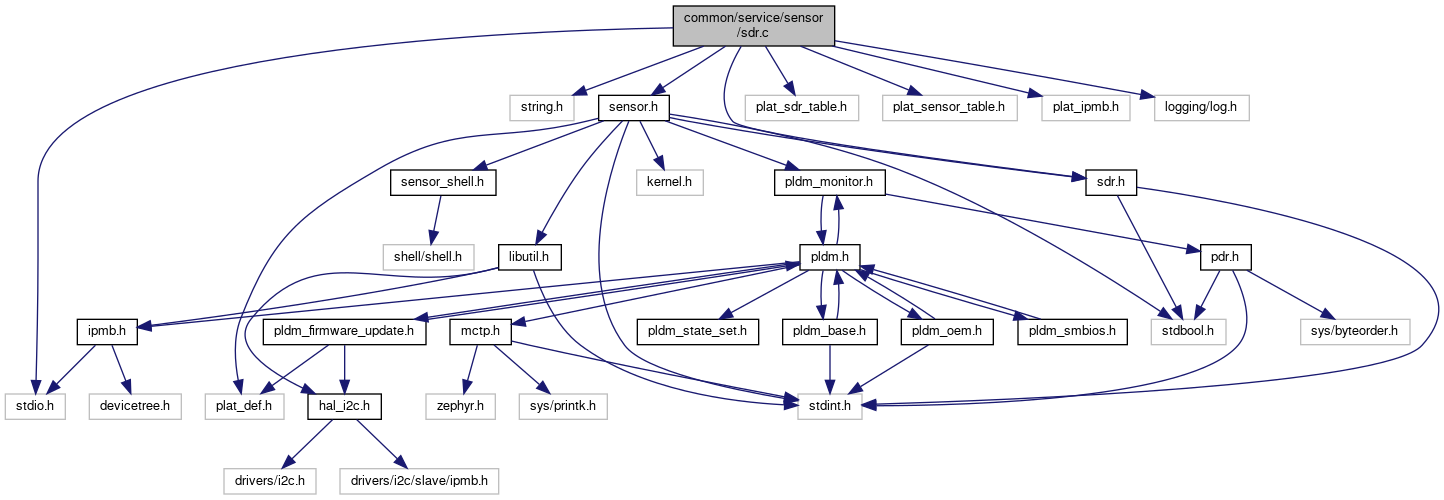 common/service/sensor
/sdr.c
string.h
sensor.h
plat_sdr_table.h
plat_sensor_table.h
plat_ipmb.h
logging/log.h
sensor_shell.h
kernel.h
pldm_monitor.h
sdr.h
shell/shell.h
libutil.h
pldm.h
pdr.h
ipmb.h
pldm_firmware_update.h
mctp.h
pldm_state_set.h
pldm_base.h
pldm_oem.h
pldm_smbios.h
stdbool.h
sys/byteorder.h
stdio.h
devicetree.h
plat_def.h
hal_i2c.h
zephyr.h
sys/printk.h
stdint.h
drivers/i2c.h
drivers/i2c/slave/ipmb.h